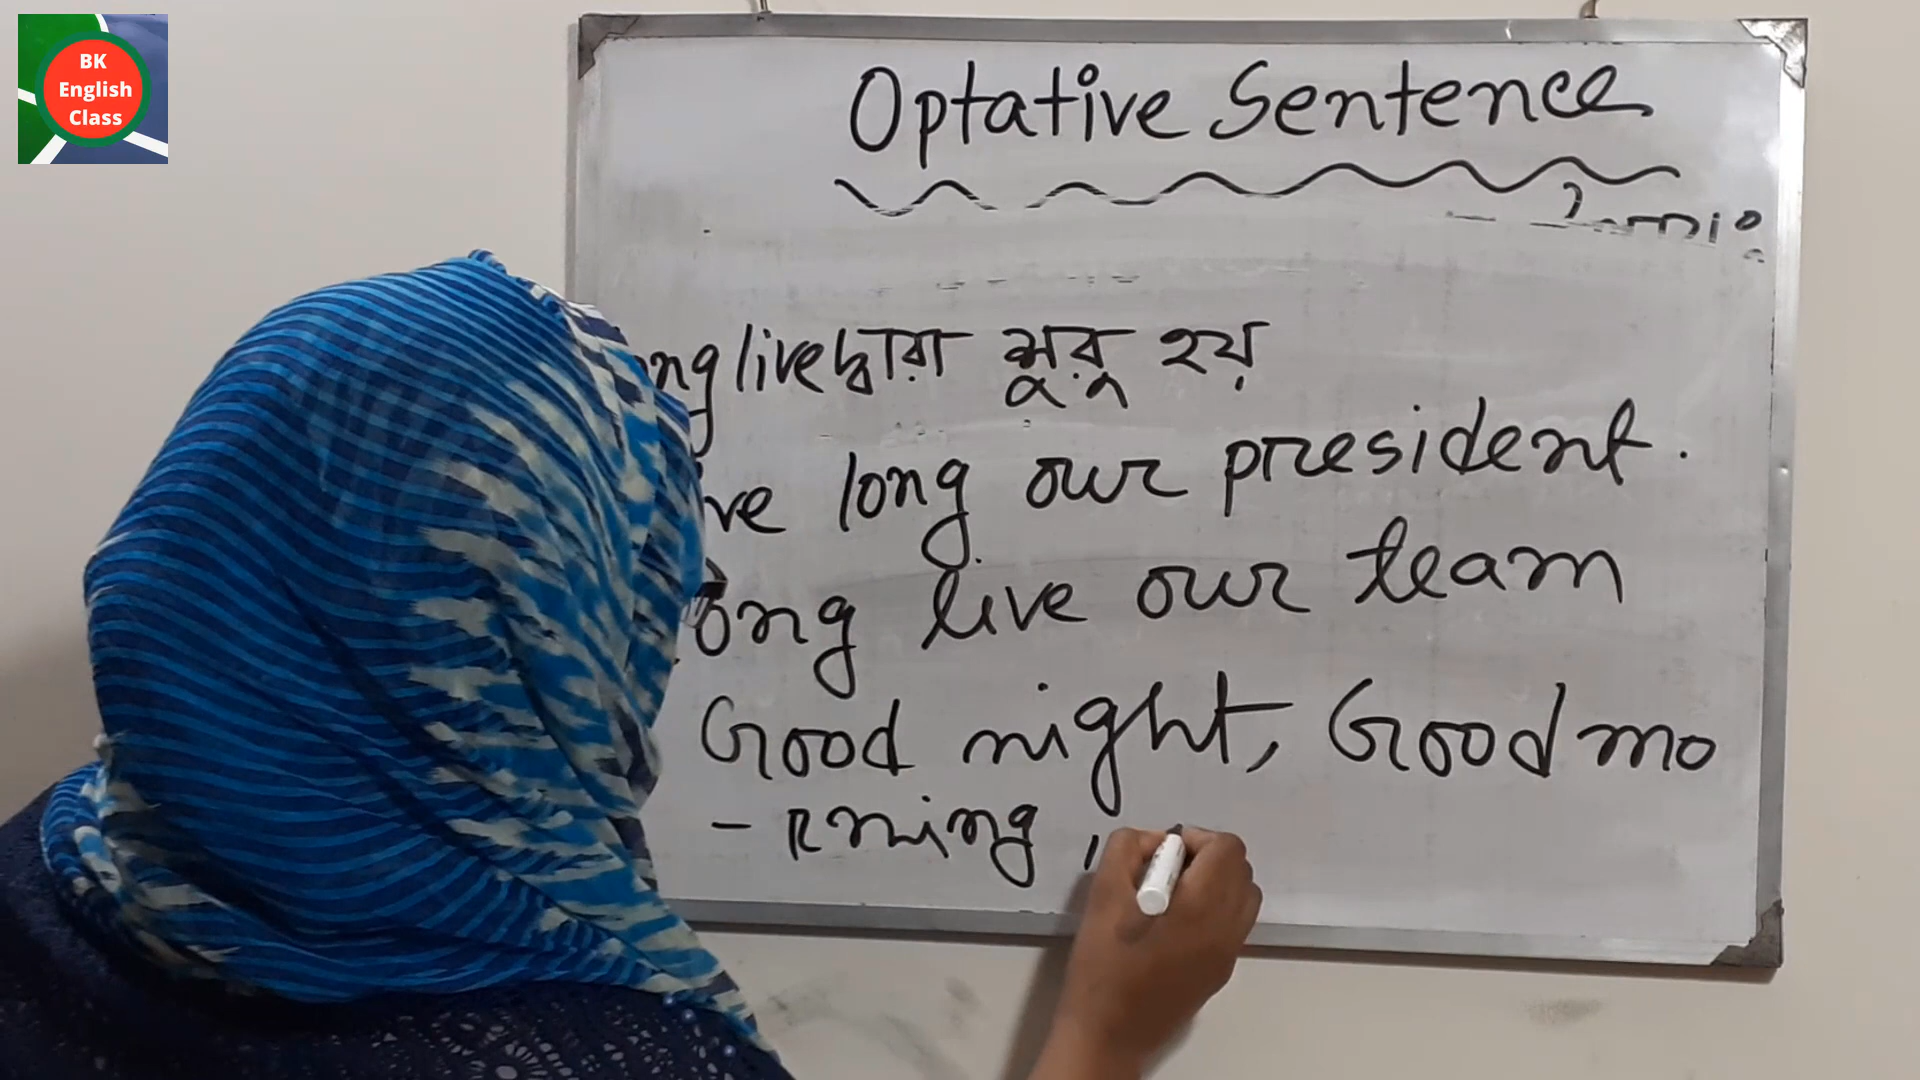 BK
English
Class
Optative Sentence
ng live দ্বারা সুরু হয়
ve long our president.
ong live our team
Good night, Good mo
- rning,